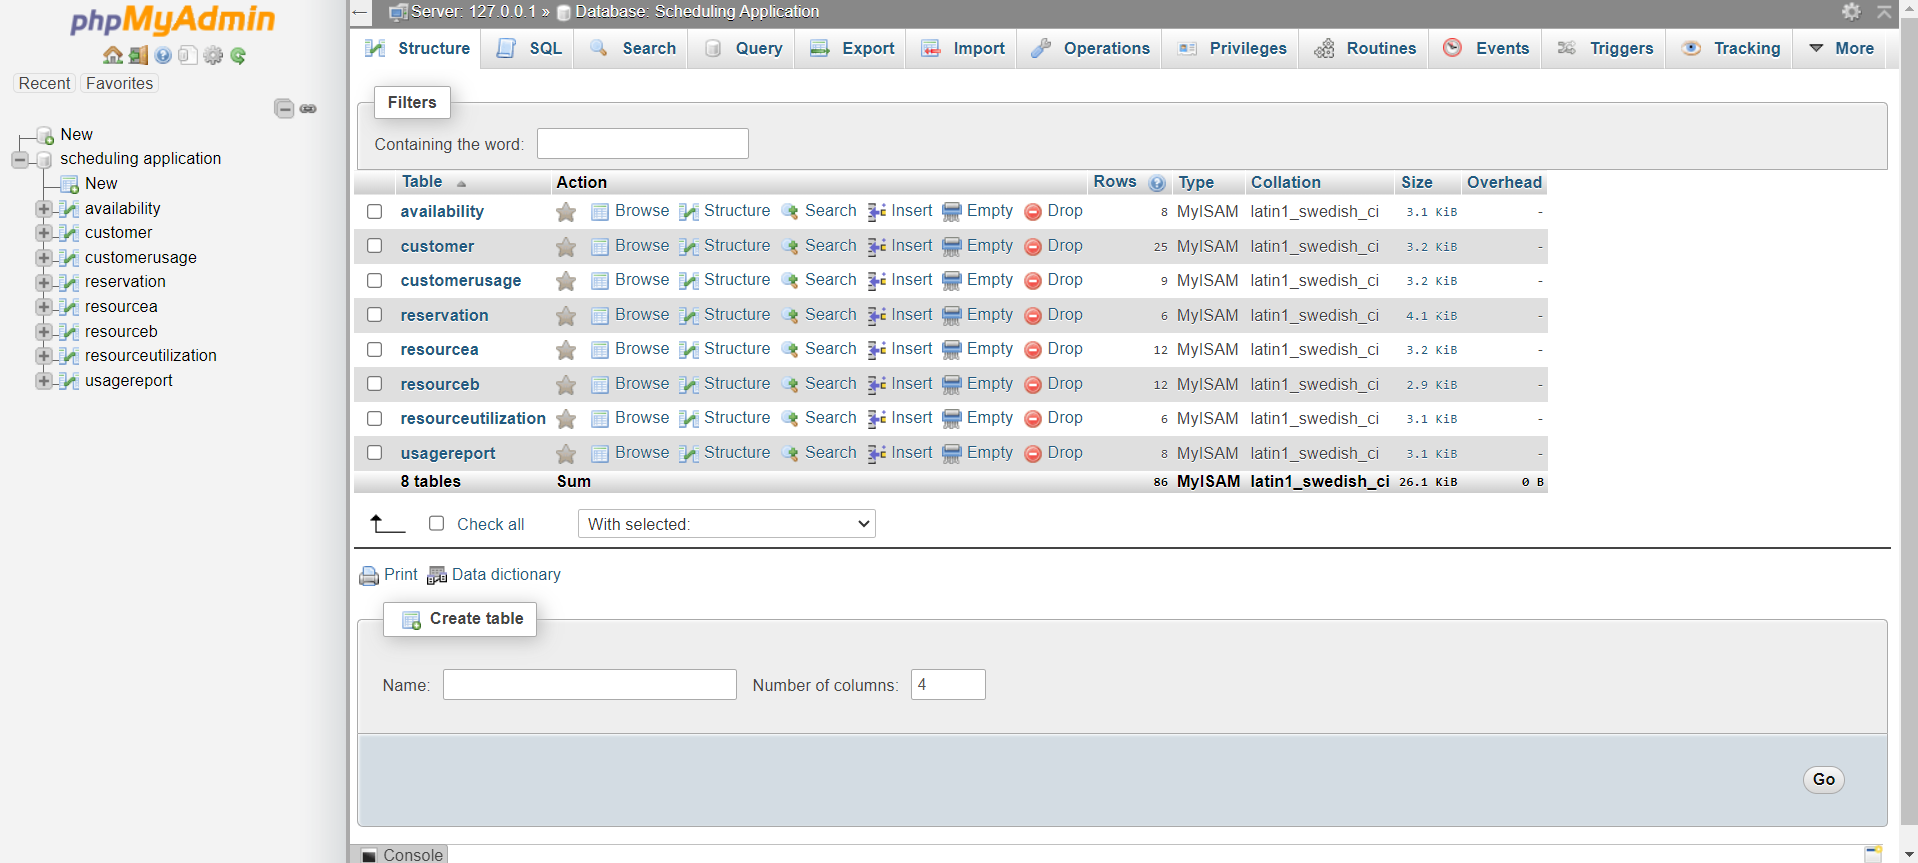 phpMyAdmin
Recent Favorites
New
scheduling application
New
availability
customer
customerusage
reservation
resourcea
resourceb
resourceutilization
usagereport
Server: 127.0.0.1 » Database: Scheduling Application
Structure SQL Search Query Export Import Operations Privileges Routines Events Triggers Tracking More
Filters
Containing the word:
Table Action Rows Type Collation Size Overhead
availability Browse Structure Search Insert Empty Drop 8 MyISAM latin1_swedish_ci 3.1 KiB -
customer Browse Structure Search Insert Empty Drop 25 MyISAM latin1_swedish_ci 3.2 KiB -
customerusage Browse Structure Search Insert Empty Drop 9 MyISAM latin1_swedish_ci 3.2 KiB -
reservation Browse Structure Search Insert Empty Drop 6 MyISAM latin1_swedish_ci 4.1 KiB -
resourcea Browse Structure Search Insert Empty Drop 12 MyISAM latin1_swedish_ci 3.2 KiB -
resourceb Browse Structure Search Insert Empty Drop 12 MyISAM latin1_swedish_ci 2.9 KiB -
resourceutilization Browse Structure Search Insert Empty Drop 6 MyISAM latin1_swedish_ci 3.1 KiB -
usagereport Browse Structure Search Insert Empty Drop 8 MyISAM latin1_swedish_ci 3.1 KiB -
8 tables Sum 86 MyISAM latin1_swedish_ci 26.1 KiB 0 B
Check all With selected:
Print Data dictionary
Create table
Name: Number of columns: 4
Go
Console